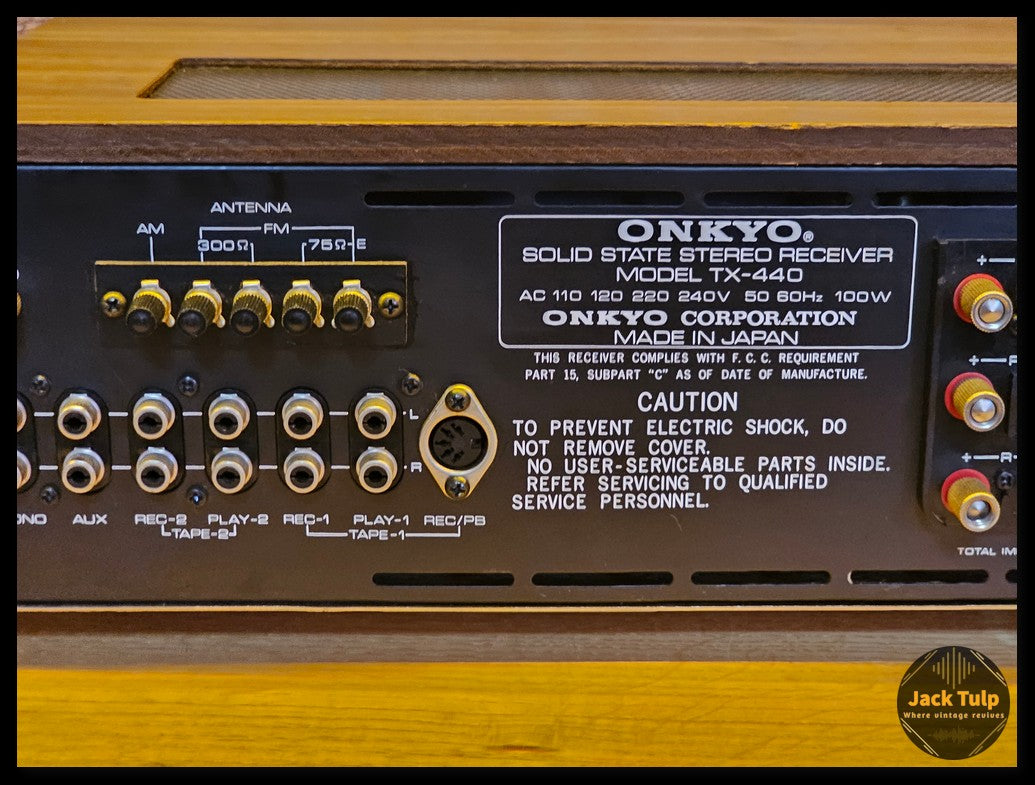 ANTENNA
AM
FM
300Ω
75Ω
E
ONKYO®
SOLID STATE STEREO RECEIVER
MODEL TX-440
AC 110 120 220 240V 50 60Hz 100W
ONKYO CORPORATION
MADE IN JAPAN
THIS RECEIVER COMPLIES WITH F. C. C. REQUIREMENT
PART 15, SUBPART "C" AS OF DATE OF MANUFACTURE.
CAUTION
TO PREVENT ELECTRIC SHOCK, DO
NOT REMOVE COVER.
NO USER-SERVICEABLE PARTS INSIDE.
REFER SERVICING TO QUALIFIED
SERVICE PERSONNEL.
L
R
AUX
REC-2
PLAY-2
REC-1
PLAY-1
REC/PB
TAPE-2
TAPE-1
+
+
+
R
TOTAL
Jack Tulp
Where vintage revives